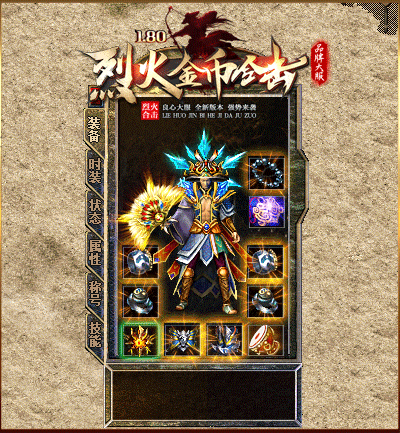 1.80
烈火金币合击
品牌大服
烈火
合击
良心大服 全新版本 强势来袭
LIE HUO JIN BI HE JI DA JU ZUO
装备
时装
状态
属性
称号
技能